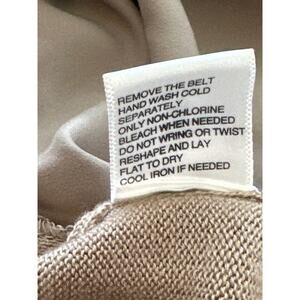 REMOVE THE BELT
HAND WASH COLD
SEPARATELY
ONLY NON-CHLORINE
BLEACH WHEN NEEDED
DO NOT WRING OR TWIST
RESHAPE AND LAY
FLAT TO DRY
COOL IRON IF NEEDED